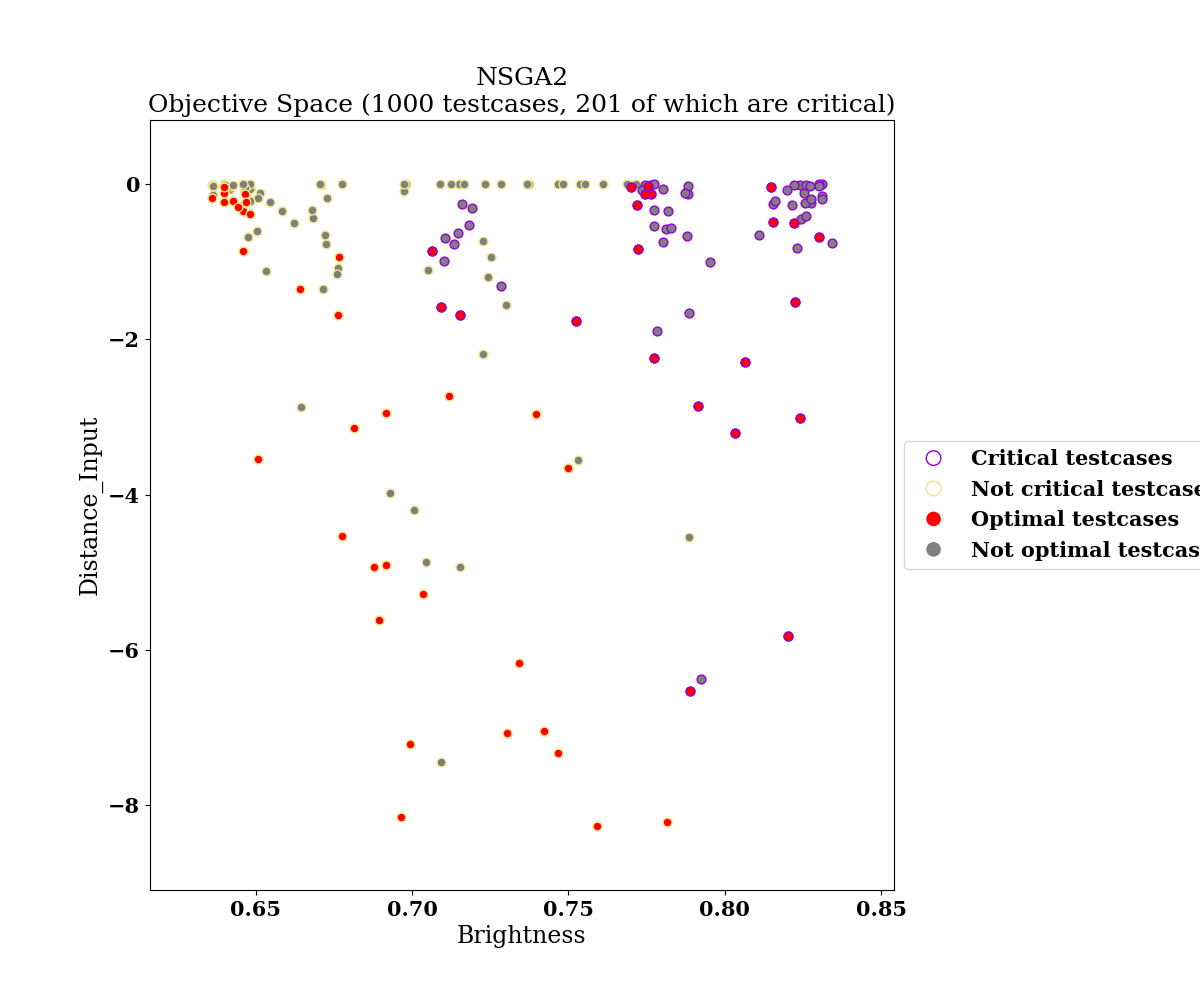 NSGA2
Objective Space (1000 testcases, 201 of which are critical)
0
−2
−4
−6
−8
Distance_Input
0.65
0.70
0.75
0.80
0.85
Brightness
Critical testcases
Not critical testcase
Optimal testcases
Not optimal testcas